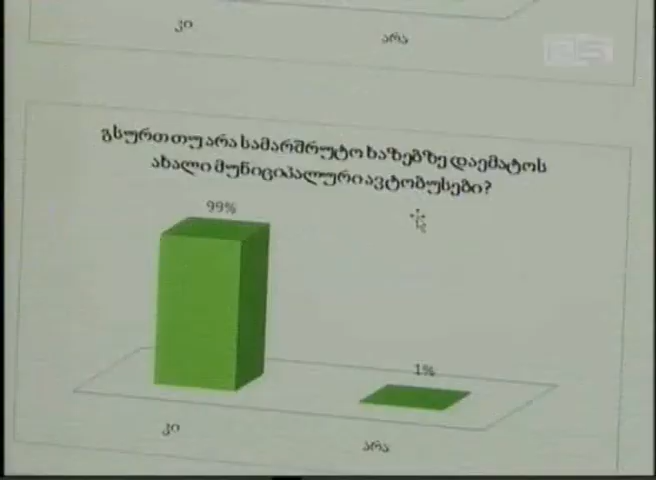 კი
არა
გსურთ თუ არა სამარშრუტო ხაზებზე დაემატოს
ახალი მუნიციპალური ავტობუსები?
99%
1%
კი
არა